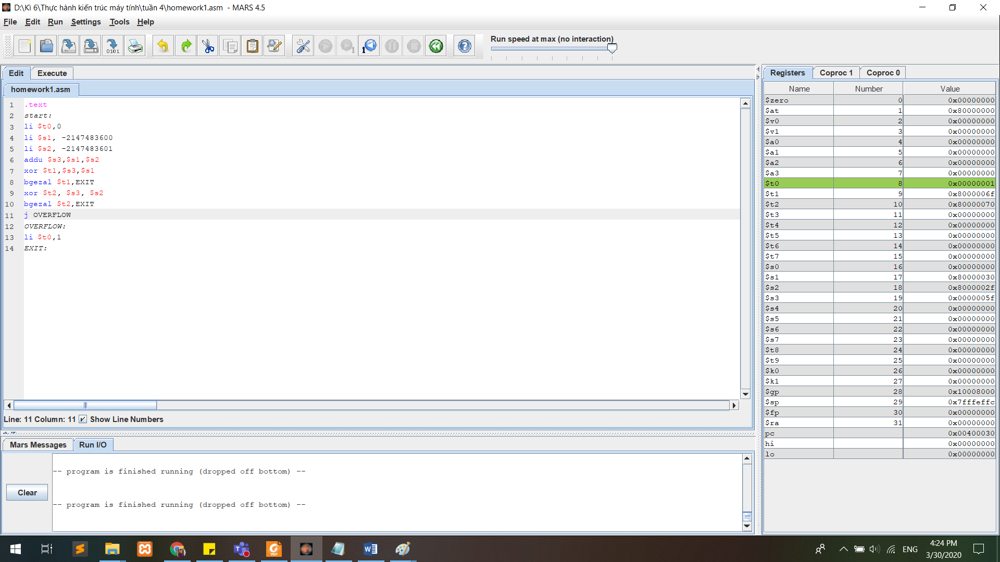 D:\Kì 6\Thực hành kiến trúc máy tính\tuần 4\homework1.asm - MARS 4.5
File Edit Run Settings Tools Help
Run speed at max (no interaction)
Edit Execute
homework1.asm
1 .text
2 start:
3 li $t0,0
4 li $s1, -2147483600
5 li $s2, -2147483601
6 addu $s3,$s1,$s2
7 xor $t1,$s3,$s1
8 bgezal $t1,EXIT
9 xor $t2, $s3, $s2
10 bgezal $t2,EXIT
11 j OVERFLOW
12 OVERFLOW:
13 li $t0,1
14 EXIT:
Line: 11 Column: 11 Show Line Numbers
Mars Messages Run I/O
Clear
-- program is finished running (dropped off bottom) --
-- program is finished running (dropped off bottom) --
Registers Coproc 1 Coproc 0
Name Number Value
$zero 0 0x00000000
$at 1 0x80000000
$v0 2 0x00000000
$v1 3 0x00000000
$a0 4 0x00000000
$a1 5 0x00000000
$a2 6 0x00000000
$a3 7 0x00000000
$t0 8 0x00000001
$t1 9 0x8000006f
$t2 10 0x80000070
$t3 11 0x00000000
$t4 12 0x00000000
$t5 13 0x00000000
$t6 14 0x00000000
$t7 15 0x00000000
$s0 16 0x00000000
$s1 17 0x80000030
$s2 18 0x8000002f
$s3 19 0x0000005f
$s4 20 0x00000000
$s5 21 0x00000000
$s6 22 0x00000000
$s7 23 0x00000000
$t8 24 0x00000000
$t9 25 0x00000000
$k0 26 0x00000000
$k1 27 0x00000000
$gp 28 0x10008000
$sp 29 0x7fffeffc
$fp 30 0x00000000
$ra 31 0x00000000
pc 0x00400030
hi 0x00000000
lo 0x00000000
ENG
4:24 PM
3/30/2020